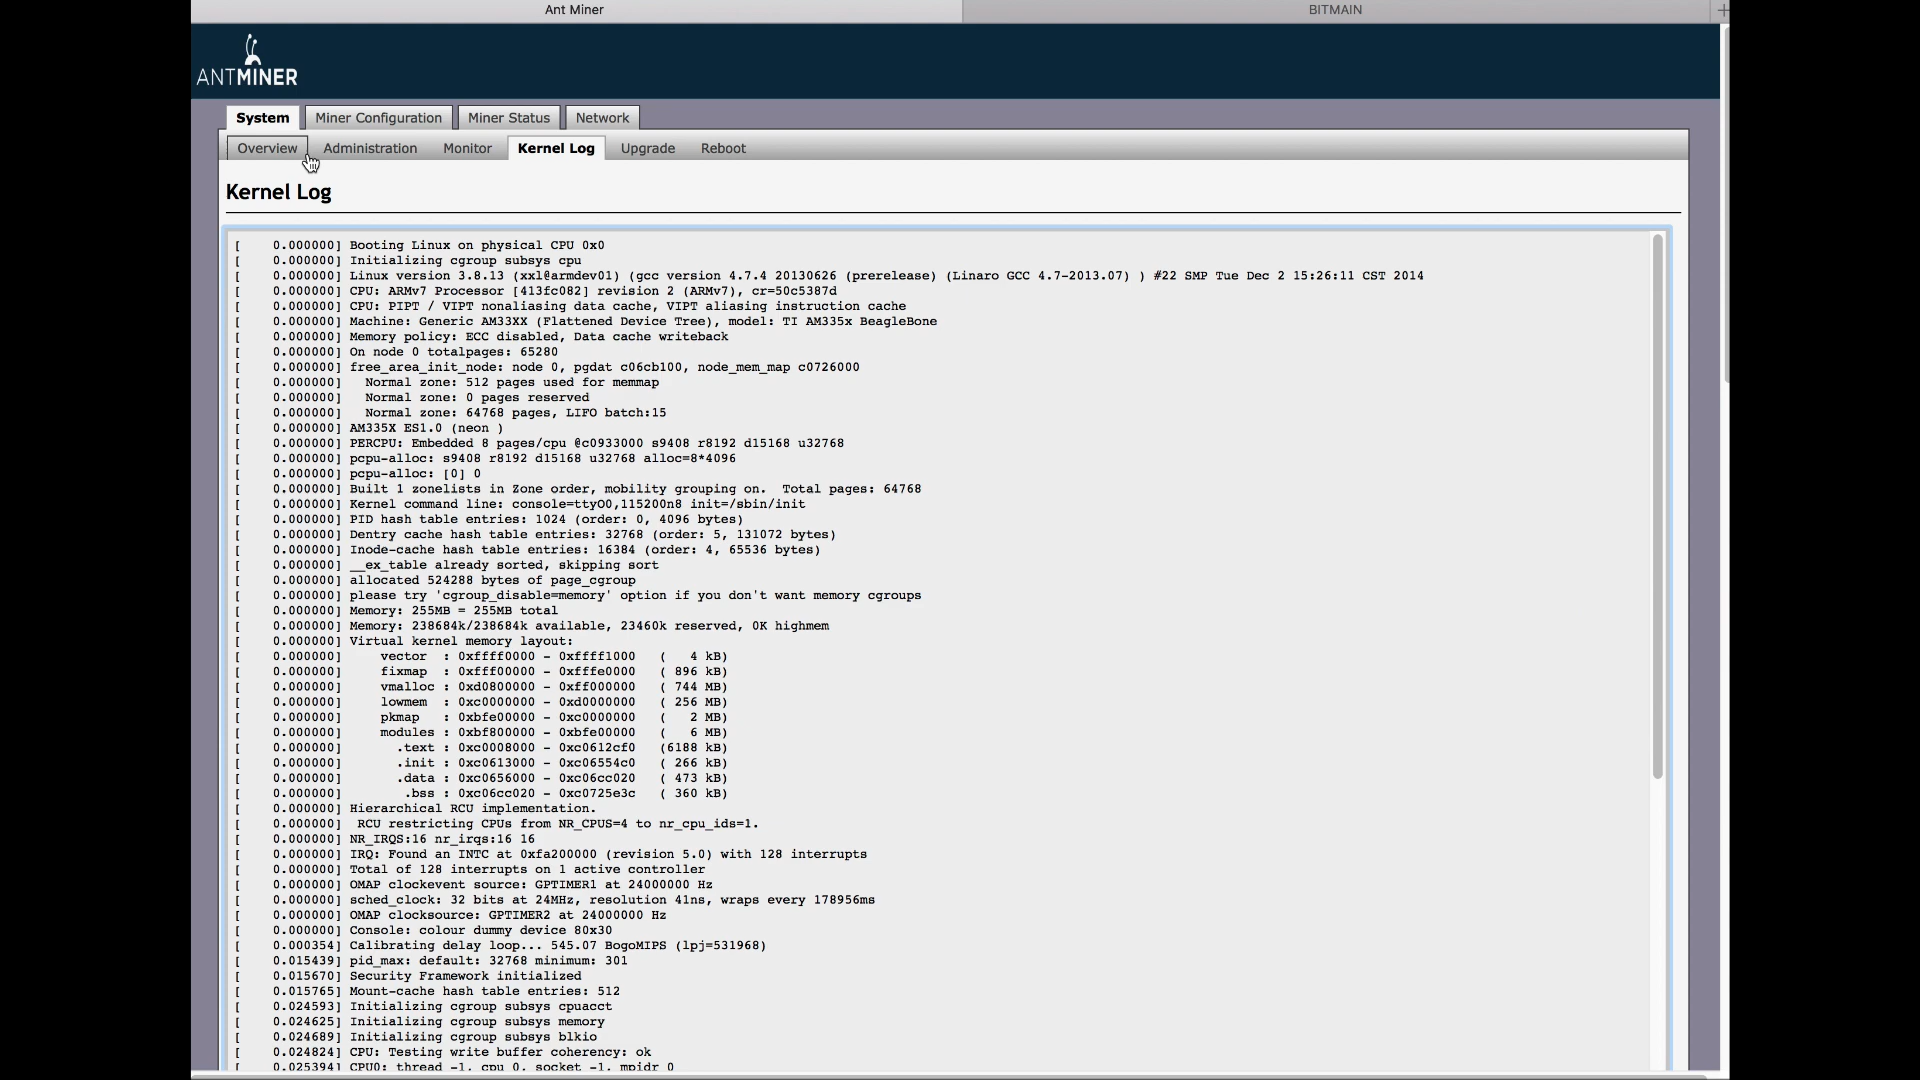 Ant Miner
BITMAIN
ANTMINER
System
Miner Configuration
Miner Status
Network
Overview
Administration
Monitor
Kernel Log
Upgrade
Reboot
Kernel Log
[    0.000000] Booting Linux on physical CPU 0x0
[    0.000000] Initializing cgroup subsys cpu
[    0.000000] Linux version 3.8.13 (xxl@armdev01) (gcc version 4.7.4 20130626 (prerelease) (Linaro GCC 4.7-2013.07) ) #22 SMP Tue Dec 2 15:26:11 CST 2014
[    0.000000] CPU: ARMv7 Processor [413fc082] revision 2 (ARMv7), cr=50c5387d
[    0.000000] CPU: PIPT / VIPT nonaliasing data cache, VIPT aliasing instruction cache
[    0.000000] Machine: Generic AM33XX (Flattened Device Tree), model: TI AM335x BeagleBone
[    0.000000] Memory policy: ECC disabled, Data cache writeback
[    0.000000] On node 0 totalpages: 65280
[    0.000000] free_area_init_node: node 0, pgdat c06cb100, node_mem_map c0726000
[    0.000000]   Normal zone: 512 pages used for memmap
[    0.000000]   Normal zone: 0 pages reserved
[    0.000000]   Normal zone: 64768 pages, LIFO batch:15
[    0.000000] AM335X ES1.0 (neon )
[    0.000000] PERCPU: Embedded 8 pages/cpu @c0933000 s9408 r8192 d15168 u32768
[    0.000000] pcpu-alloc: s9408 r8192 d15168 u32768 alloc=8*4096
[    0.000000] pcpu-alloc: [0] 0
[    0.000000] Built 1 zonelists in Zone order, mobility grouping on.  Total pages: 64768
[    0.000000] Kernel command line: console=ttyO0,115200n8 init=/sbin/init
[    0.000000] PID hash table entries: 1024 (order: 0, 4096 bytes)
[    0.000000] Dentry cache hash table entries: 32768 (order: 5, 131072 bytes)
[    0.000000] Inode-cache hash table entries: 16384 (order: 4, 65536 bytes)
[    0.000000] __ex_table already sorted, skipping sort
[    0.000000] allocated 524288 bytes of page_cgroup
[    0.000000] please try 'cgroup_disable=memory' option if you don't want memory cgroups
[    0.000000] Memory: 255MB = 255MB total
[    0.000000] Memory: 238684k/238684k available, 23460k reserved, 0K highmem
[    0.000000] Virtual kernel memory layout:
[    0.000000]     vector  : 0xffff0000 - 0xffff1000   (   4 kB)
[    0.000000]     fixmap  : 0xfff00000 - 0xfffe0000   ( 896 kB)
[    0.000000]     vmalloc : 0xd0800000 - 0xff000000   ( 744 MB)
[    0.000000]     lowmem  : 0xc0000000 - 0xd0000000   ( 256 MB)
[    0.000000]     pkmap   : 0xbfe00000 - 0xc0000000   (   2 MB)
[    0.000000]     modules : 0xbf800000 - 0xbfe00000   (   6 MB)
[    0.000000]       .text : 0xc0008000 - 0xc0612cf0   (6188 kB)
[    0.000000]       .init : 0xc0613000 - 0xc06554c0   ( 266 kB)
[    0.000000]       .data : 0xc0656000 - 0xc06cc020   ( 473 kB)
[    0.000000]        .bss : 0xc06cc020 - 0xc0725e3c   ( 360 kB)
[    0.000000] Hierarchical RCU implementation.
[    0.000000]  RCU restricting CPUs from NR_CPUS=4 to nr_cpu_ids=1.
[    0.000000] NR_IRQS:16 nr_irqs:16 16
[    0.000000] IRQ: Found an INTC at 0xfa200000 (revision 5.0) with 128 interrupts
[    0.000000] Total of 128 interrupts on 1 active controller
[    0.000000] OMAP clockevent source: GPTIMER1 at 24000000 Hz
[    0.000000] sched_clock: 32 bits at 24MHz, resolution 41ns, wraps every 178956ms
[    0.000000] OMAP clocksource: GPTIMER2 at 24000000 Hz
[    0.000000] Console: colour dummy device 80x30
[    0.000354] Calibrating delay loop... 545.07 BogoMIPS (lpj=531968)
[    0.015439] pid_max: default: 32768 minimum: 301
[    0.015670] Security Framework initialized
[    0.015765] Mount-cache hash table entries: 512
[    0.024593] Initializing cgroup subsys cpuacct
[    0.024625] Initializing cgroup subsys memory
[    0.024689] Initializing cgroup subsys blkio
[    0.024824] CPU: Testing write buffer coherency: ok
[    0.025394] CPU0: thread -1, cpu 0, socket -1, mpidr 0